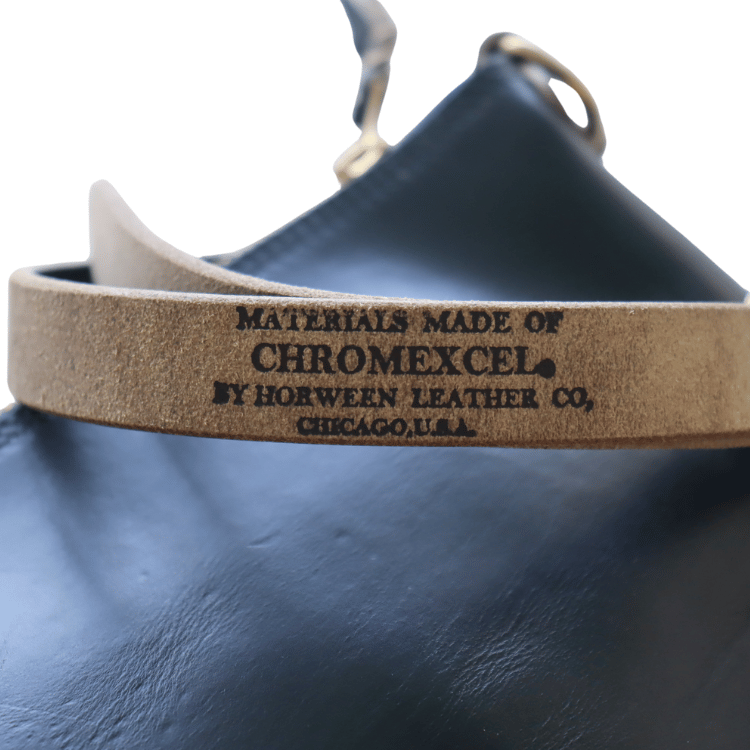 MATERIALS MADE OF
CHROMEXCEL.
BY HORWEEN LEATHER CO,
CHICAGO, U.S.A.